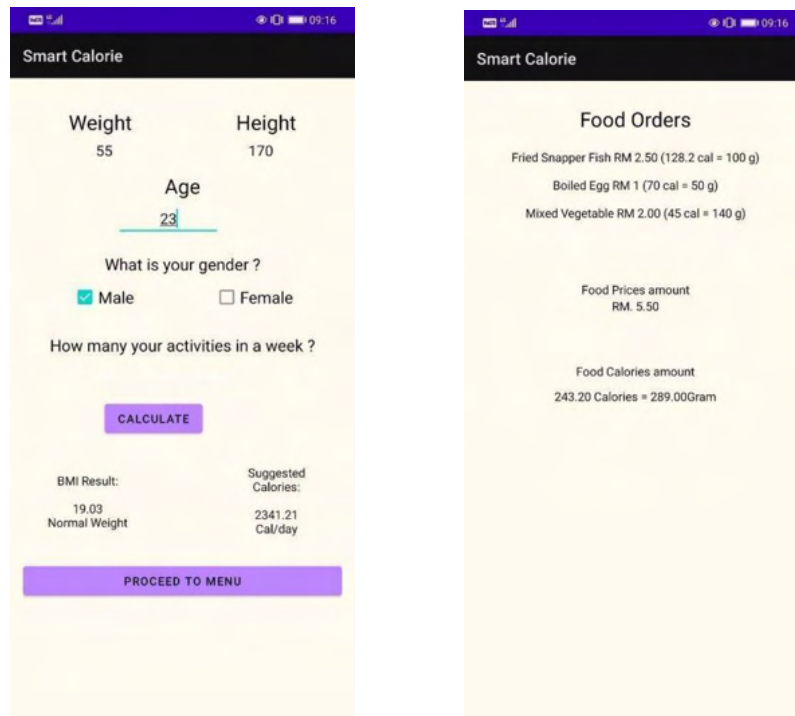 09:16
Smart Calorie
Weight
Height
55
170
Age
23
What is your gender ?
Male
Female
How many your activities in a week ?
CALCULATE
BMI Result:
Suggested
Calories:
19.03
Normal Weight
2341.21
Cal/day
PROCEED TO MENU
09:16
Smart Calorie
Food Orders
Fried Snapper Fish RM 2.50 (128.2 cal = 100 g)
Boiled Egg RM 1 (70 cal = 50 g)
Mixed Vegetable RM 2.00 (45 cal = 140 g)
Food Prices amount
RM. 5.50
Food Calories amount
243.20 Calories = 289.00Gram